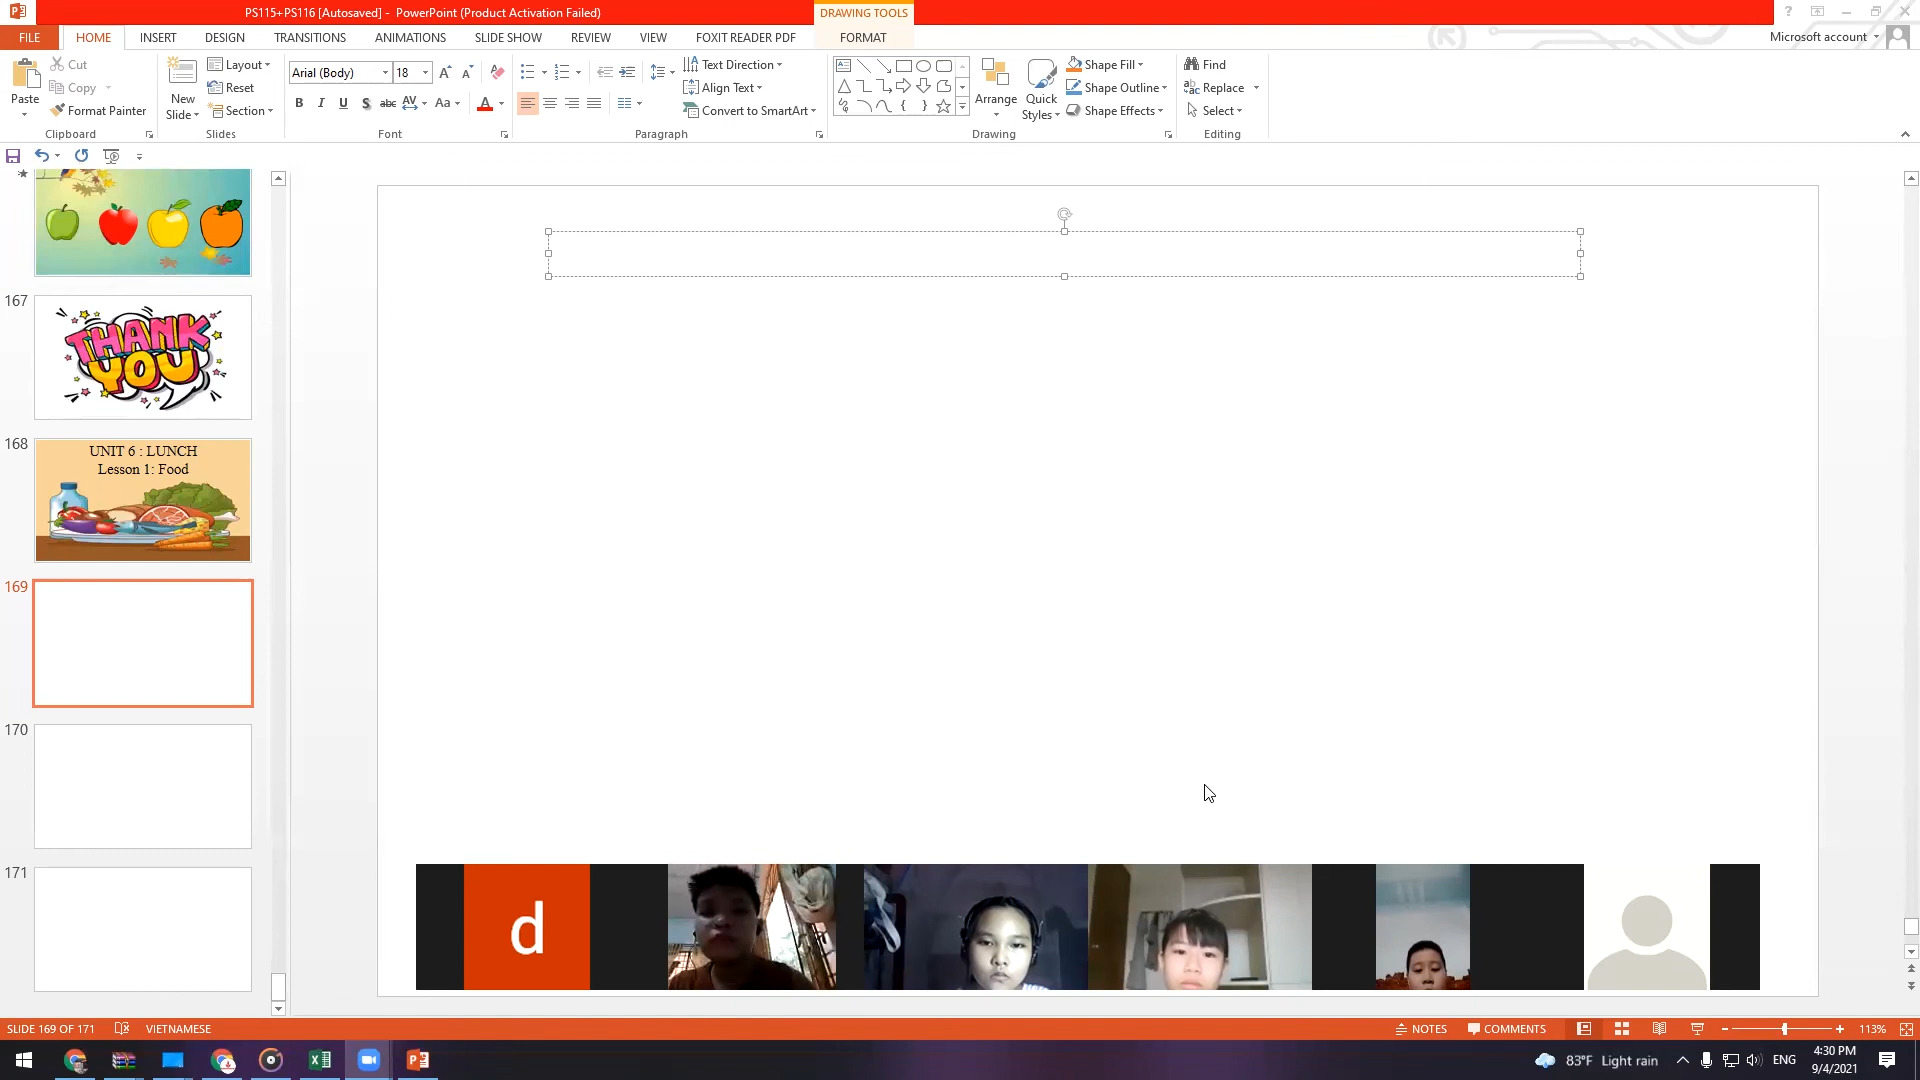 PS115+PS116 [Autosaved] - PowerPoint (Product Activation Failed)
DRAWING TOOLS
FILE
HOME
INSERT
DESIGN
TRANSITIONS
ANIMATIONS
SLIDE SHOW
REVIEW
VIEW
FOXIT READER PDF
FORMAT
Microsoft account
Paste
Cut
Copy
Format Painter
Clipboard
New
Slide
Layout
Reset
Section
Slides
Arial (Body)
18
Font
Text Direction
Align Text
Convert to SmartArt
Paragraph
Arrange
Quick
Styles
Shape Fill
Shape Outline
Shape Effects
Drawing
Find
Replace
Select
Editing
167
THANK
YOU
168
UNIT 6 : LUNCH
Lesson 1: Food
169
170
171
d
SLIDE 169 OF 171
VIETNAMESE
NOTES
COMMENTS
113%
83°F Light rain
ENG
4:30 PM
9/4/2021